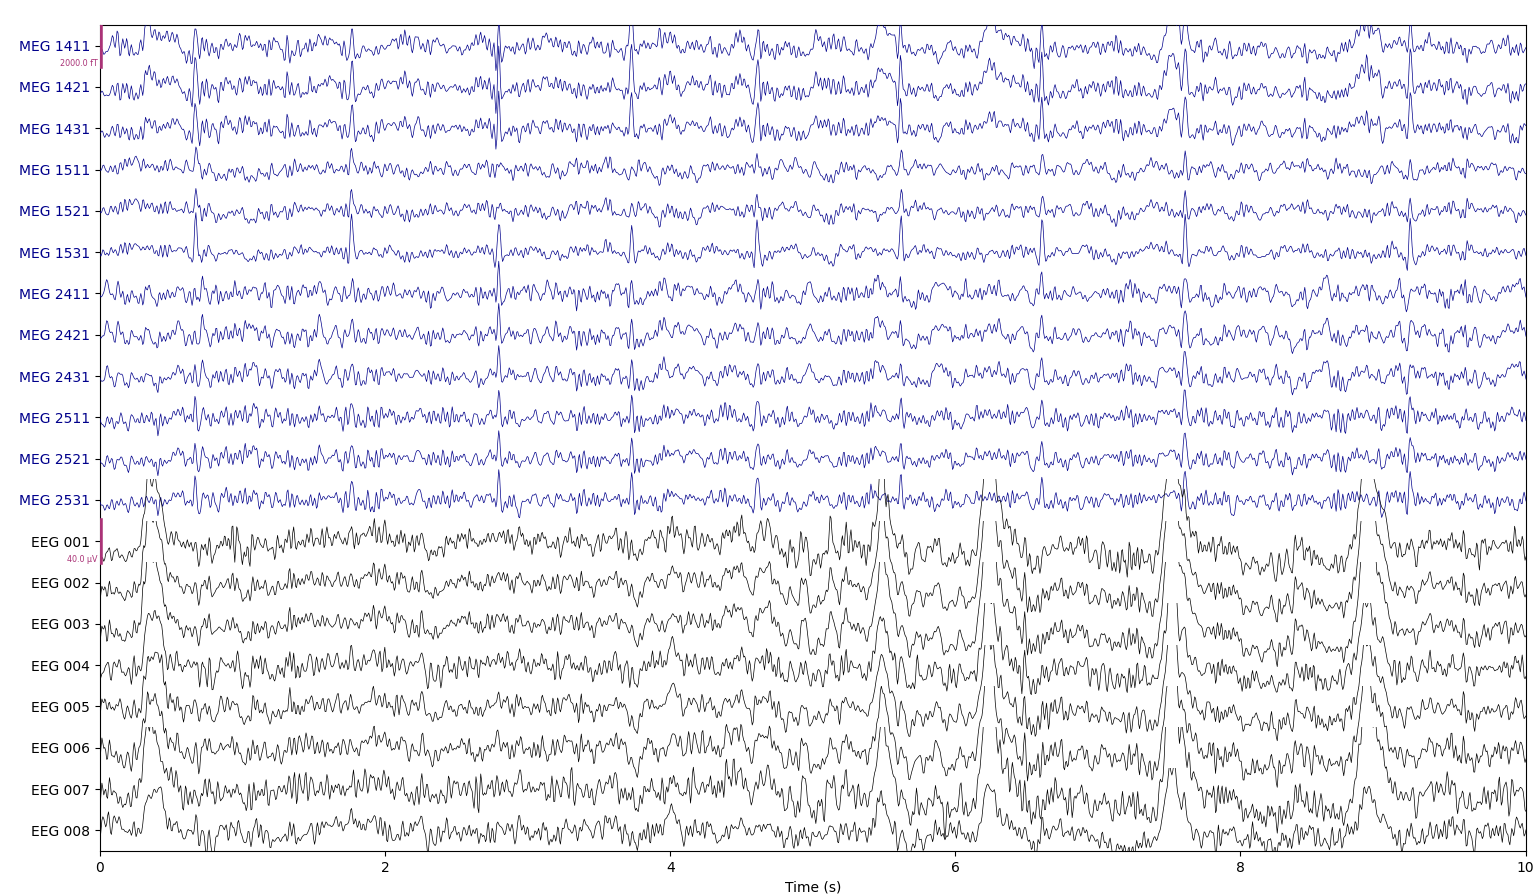 MEG 1411
2000.0 fT
MEG 1421
MEG 1431
MEG 1511
MEG 1521
MEG 1531
MEG 2411
MEG 2421
MEG 2431
MEG 2511
MEG 2521
MEG 2531
EEG 001
40.0 µV
EEG 002
EEG 003
EEG 004
EEG 005
EEG 006
EEG 007
EEG 008
0 2 4 6 8 10
Time (s)